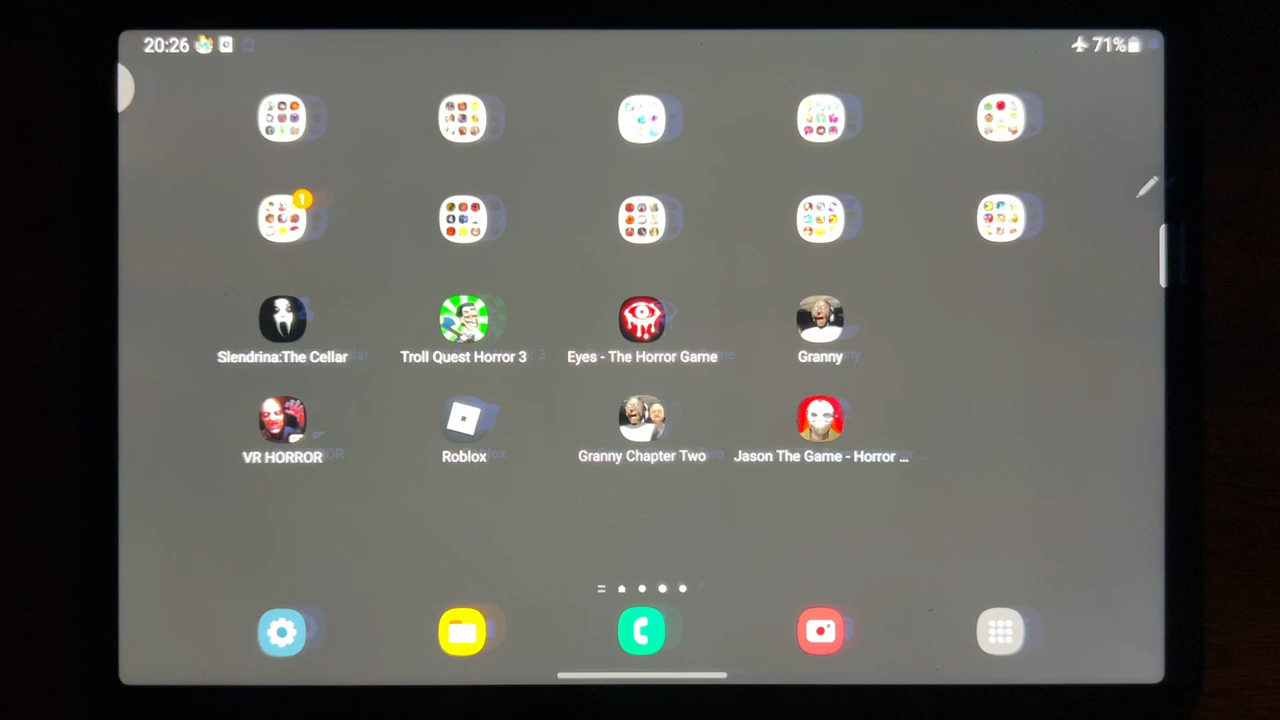 20:26
71%
1
Slendrina:The Cellar
Troll Quest Horror 3
Eyes - The Horror Game
Granny
VR HORROR
Roblox
Granny Chapter Two
Jason The Game - Horror ...